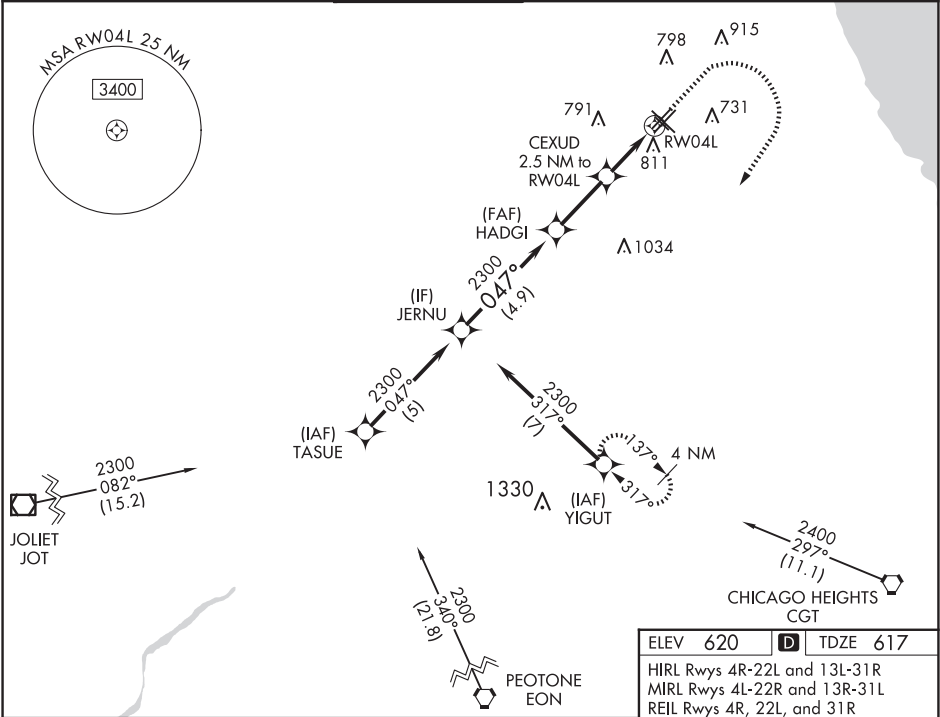 MSA RW04L 25 NM
3400
798
915
791
731
CEXUD
2.5 NM to
RW04L
RW04L
811
(FAF)
HADGI
1034
2300
047°
(4.9)
(IF)
JERNU
2300
047°
(5)
(IAF)
TASUE
2300
317°
(7)
137°
4 NM
317°
1330
(IAF)
YIGUT
2300
082°
(15.2)
JOLIET
JOT
2400
297°
(11.1)
CHICAGO HEIGHTS
CGT
2300
340°
(21.8)
PEOTONE
EON
ELEV 620 D TDZE 617
HIRL Rwys 4R-22L and 13L-31R
MIRL Rwys 4L-22R and 13R-31L
REIL Rwys 4R, 22L, and 31R